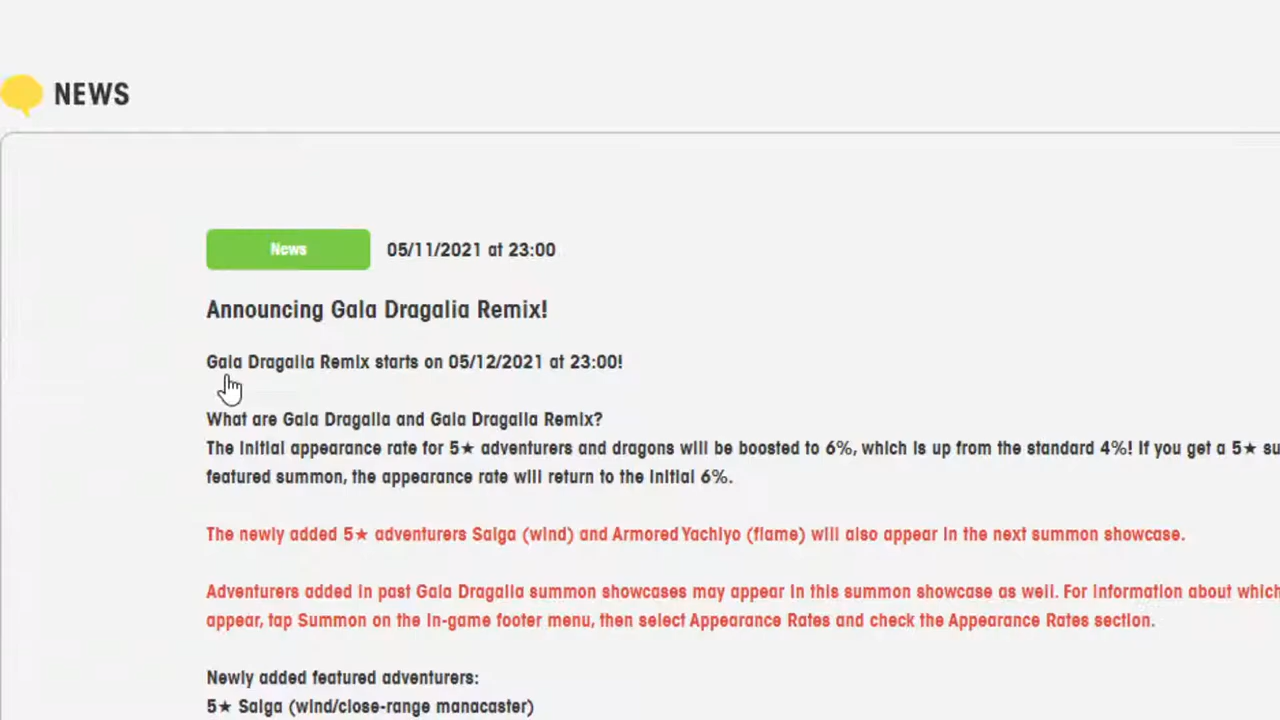 NEWS
News
05/11/2021 at 23:00
Announcing Gala Dragalia Remix!
Gala Dragalia Remix starts on 05/12/2021 at 23:00!
What are Gala Dragalia and Gala Dragalia Remix?
The initial appearance rate for 5★ adventurers and dragons will be boosted to 6%, which is up from the standard 4%! If you get a 5★ su
featured summon, the appearance rate will return to the initial 6%.
The newly added 5★ adventurers Saiga (wind) and Armored Yachiyo (flame) will also appear in the next summon showcase.
Adventurers added in past Gala Dragalia summon showcases may appear in this summon showcase as well. For information about which
appear, tap Summon on the in-game footer menu, then select Appearance Rates and check the Appearance Rates section.
Newly added featured adventurers:
5★ Saiga (wind/close-range manacaster)